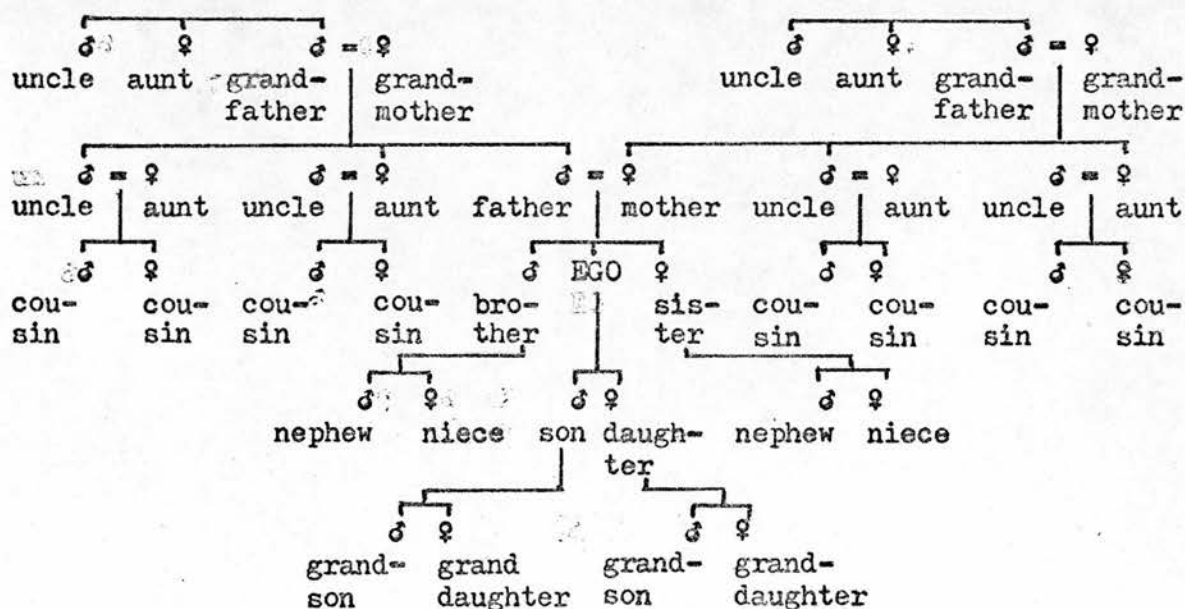 ♂ ♀ ♂ = ♀ ♂ ♀ ♂ = ♀
uncle aunt grand- grand- uncle aunt grand- grand-
father mother father mother
♂ = ♀ ♂ = ♀ ♂ = ♀ ♂ = ♀ ♂ = ♀
uncle aunt uncle aunt father mother uncle aunt uncle aunt
♂ ♀ ♂ ♀ ♂ EGO ♀ ♂ ♀ ♂ ♀
cou- cou- cou- cou- bro- sis- cou- cou- cou- cou-
sin sin sin sin ther ter sin sin sin sin
♂ ♀ ♂ ♀ ♂ ♀
nephew niece son daugh- nephew niece
ter
♂ ♀ ♂ ♀
grand- grand grand- grand-
son daughter son daughter